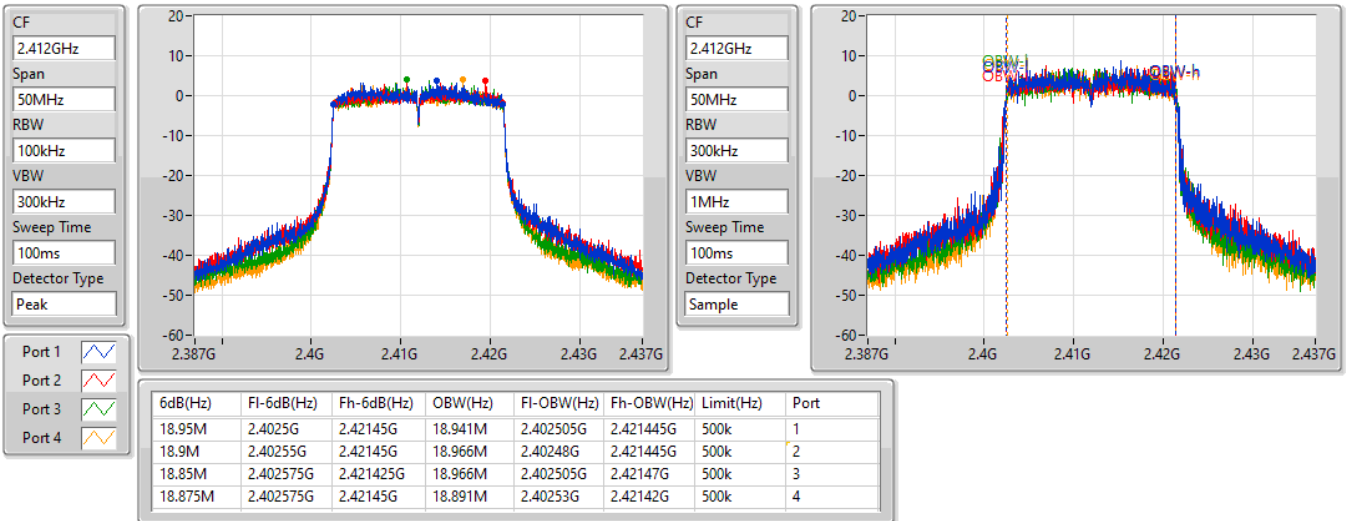 CF
2.412GHz
Span
50MHz
RBW
100kHz
VBW
300kHz
Sweep Time
100ms
Detector Type
Peak
20
10
0
-10
-20
-30
-40
-50
-60
2.387G 2.4G 2.41G 2.42G 2.43G 2.437G
CF
2.412GHz
Span
50MHz
RBW
300kHz
VBW
1MHz
Sweep Time
100ms
Detector Type
Sample
20
10
0
-10
-20
-30
-40
-50
-60
OBW-l
OBW-h
2.387G 2.4G 2.41G 2.42G 2.43G 2.437G
Port 1
Port 2
Port 3
Port 4
6dB(Hz) Fl-6dB(Hz) Fh-6dB(Hz) OBW(Hz) Fl-OBW(Hz) Fh-OBW(Hz) Limit(Hz) Port
18.95M 2.4025G 2.42145G 18.941M 2.402505G 2.421445G 500k 1
18.9M 2.40255G 2.42145G 18.966M 2.40248G 2.421445G 500k 2
18.85M 2.402575G 2.421425G 18.966M 2.402505G 2.42147G 500k 3
18.875M 2.402575G 2.42145G 18.891M 2.40253G 2.42142G 500k 4